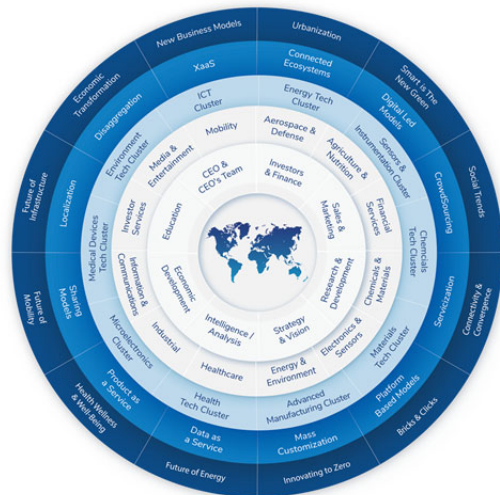 New Business Models
Urbanization
Smart is The
New Green
Social Trends
Connectivity &
Convergence
Bricks & Clicks
Innovating to Zero
Future of Energy
Health Wellness
& Well-Being
Future of
Mobility
Future of
Infrastructure
Economic
Transformation
XaaS
Connected
Ecosystems
Digital Led
Models
CrowdSourcing
Servicization
Platform
Based Models
Mass
Customization
Data as
a Service
Product as
a Service
Sharing
Models
Localization
Disaggregation
ICT
Cluster
Energy Tech
Cluster
Sensors &
Instrumentation Cluster
Chemcials
Tech Cluster
Materials
Tech Cluster
Advanced
Manufacturing Cluster
Health
Tech Cluster
Microelectronics
Cluster
Medical Devices
Tech Cluster
Environment
Tech Cluster
Mobility
Aerospace &
Defense
Agriculture &
Nutrition
Financial
Services
Chemicals &
Materials
Electronics &
Sensors
Energy &
Environment
Healthcare
Industrial
Information &
Communications
Investor
Services
Media &
Entertainment
CEO &
CEO's Team
Investors
& Finance
Sales &
Marketing
Research &
Development
Strategy
& Vision
Intelligence /
Analysis
Economic
Development
Education